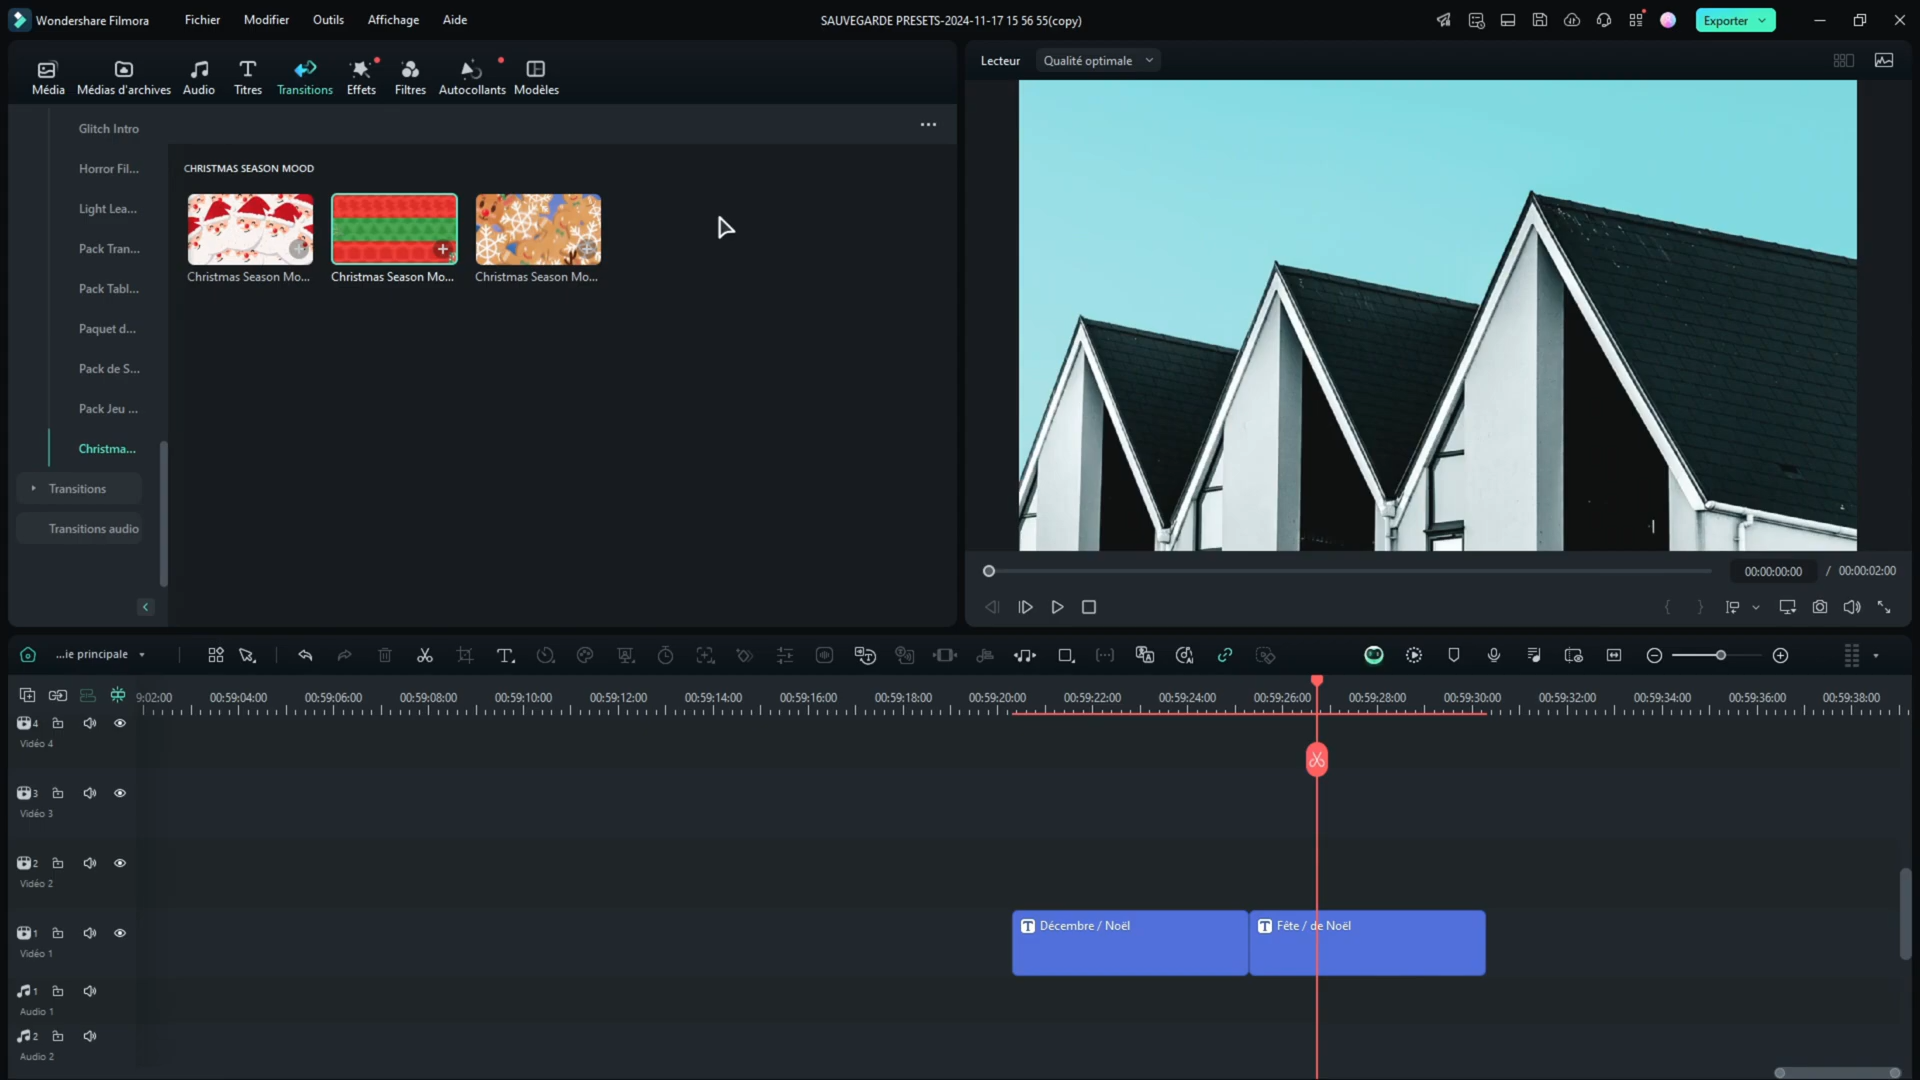 Wondershare Filmora
Fichier Modifier Outils Affichage Aide
SAUVEGARDE PRESETS-2024-11-17 15 56 55(copy)
Exporter
Média Médias d'archives Audio Titres Transitions Effets Filtres Autocollants Modèles
Lecteur Qualité optimale
Glitch Intro
Horror Fil...
Light Lea...
Pack Tran...
Pack Tabl...
Paquet d...
Pack de S...
Pack Jeu ...
Christma...
Transitions
Transitions audio
CHRISTMAS SEASON MOOD
Christmas Season Mo... Christmas Season Mo... Christmas Season Mo...
00:00:00:00 / 00:00:02:00
...ie principale
9:02:00 00:59:04:00 00:59:06:00 00:59:08:00 00:59:10:00 00:59:12:00 00:59:14:00 00:59:16:00 00:59:18:00 00:59:20:00 00:59:22:00 00:59:24:00 00:59:26:00 00:59:28:00 00:59:30:00 00:59:32:00 00:59:34:00 00:59:36:00 00:59:38:00
4
Vidéo 4
3
Vidéo 3
2
Vidéo 2
1
Vidéo 1
Décembre / Noël Fête / de Noël
1
Audio 1
2
Audio 2